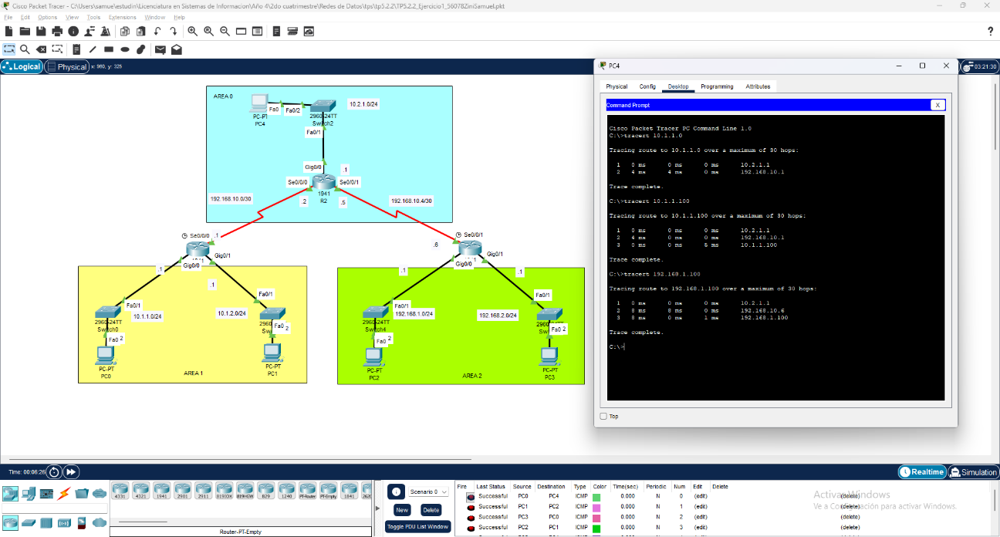 Cisco Packet Tracer - C:\Users\samue\estudin\Licenciatura en Sistemas de Informacion\Año 4\2do cuatrimestre\Redes de Datos\tps\tp5.2.2\TP5.2.2_Ejercicio1_56078ZiniSamuel.pkt
File Edit Options View Tools Extensions Window Help
Logical Physical x: 980, y: 325
03:21:30
AREA 0
PC-PT
PC4
Fa0
Fa0/2
2960-24TT
Switch2
10.2.1.0/24
Fa0/1
Gig0/0
.1
Se0/0/0
Se0/0/1
1941
R2
.2
.5
192.168.10.0/30
192.168.10.4/30
Se0/0/0
.1
Gig0/1
Gig0/0
.1
.1
Se0/0/1
.6
Gig0/1
Gig0/0
.1
.1
Fa0/1
10.1.1.0/24
2960-24TT
Switch0
Fa0 2
PC-PT
PC0
AREA 1
10.1.2.0/24
Fa0/1
2960
Sw
Fa0 2
PC-PT
PC1
Fa0/1
192.168.1.0/24
2960-24TT
Switch4
Fa0 2
PC-PT
PC2
AREA 2
192.168.2.0/24
Fa0/1
2960
Sw
Fa0 2
PC-PT
PC3
PC4
Physical Config Desktop Programming Attributes
Command Prompt
X
Cisco Packet Tracer PC Command Line 1.0
C:\>tracert 10.1.1.0
Tracing route to 10.1.1.0 over a maximum of 30 hops:
1 0 ms 0 ms 0 ms 10.2.1.1
2 4 ms 4 ms 0 ms 192.168.10.1
Trace complete.
C:\>tracert 10.1.1.100
Tracing route to 10.1.1.100 over a maximum of 30 hops:
1 0 ms 0 ms 0 ms 10.2.1.1
2 4 ms 0 ms 0 ms 192.168.10.1
3 0 ms 0 ms 5 ms 10.1.1.100
Trace complete.
C:\>tracert 192.168.1.100
Tracing route to 192.168.1.100 over a maximum of 30 hops:
1 0 ms 0 ms 0 ms 10.2.1.1
2 8 ms 8 ms 0 ms 192.168.10.6
3 8 ms 0 ms 1 ms 192.168.1.100
Trace complete.
C:\>
Top
Time: 00:06:26
Realtime Simulation
4331 4321 1941 2901 2911 819IOX 819HGW 829 1240 PT-Router PT-Empty 1841
Router-PT-Empty
Scenario 0
New Delete
Toggle PDU List Window
Fire Last Status Source Destination Type Color Time(sec) Periodic Num Edit Delete
Successful PC0 PC4 ICMP 0.000 N 0 (edit) (delete)
Successful PC1 PC2 ICMP 0.000 N 1 (edit) (delete)
Successful PC3 PC0 ICMP 0.000 N 2 (edit) (delete)
Successful PC2 PC1 ICMP 0.000 N 3 (edit) (delete)
Activar Windows
Ve a Configuración para activar Windows.